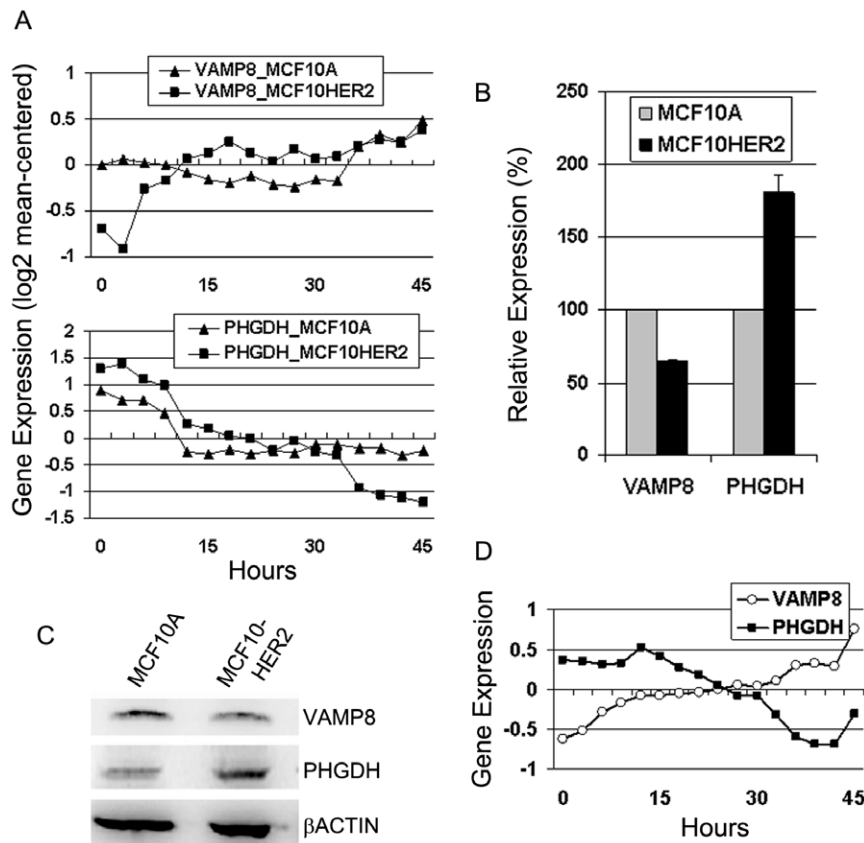 A
Gene Expression (log2 mean-centered)
VAMP8_MCF10A
VAMP8_MCF10HER2
1
0.5
0
-0.5
-1
0 15 30 45
PHGDH_MCF10A
PHGDH_MCF10HER2
2
1.5
1
0.5
0
-0.5
-1
-1.5
0 15 30 45
Hours
B
Relative Expression (%)
MCF10A
MCF10HER2
250
200
150
100
50
0
VAMP8 PHGDH
C
MCF10A
MCF10-
HER2
VAMP8
PHGDH
βACTIN
D
Gene Expression
VAMP8
PHGDH
1
0.5
0
-0.5
-1
0 15 30 45
Hours